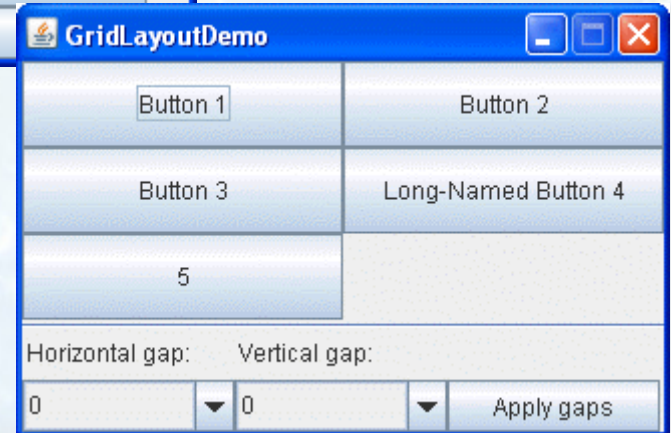 GridLayoutDemo
Button 1 Button 2
Button 3 Long-Named Button 4
5
Horizontal gap: Vertical gap:
0 0 Apply gaps